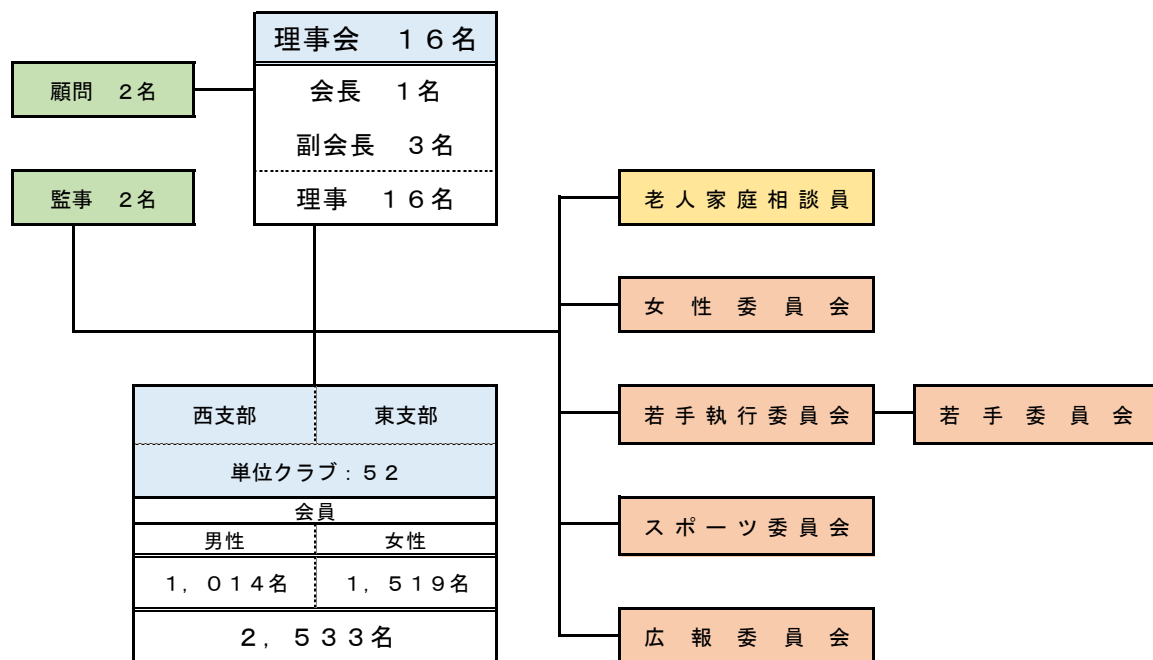 理事会　１６名
顧問　２名
会長　１名
副会長　３名
監事　２名
理事　１６名
老人家庭相談員
女性委員会
若手執行委員会
若手委員会
西支部
東支部
単位クラブ：５２
会員
男性
女性
１，０１４名
１，５１９名
２，５３３名
スポーツ委員会
広報委員会